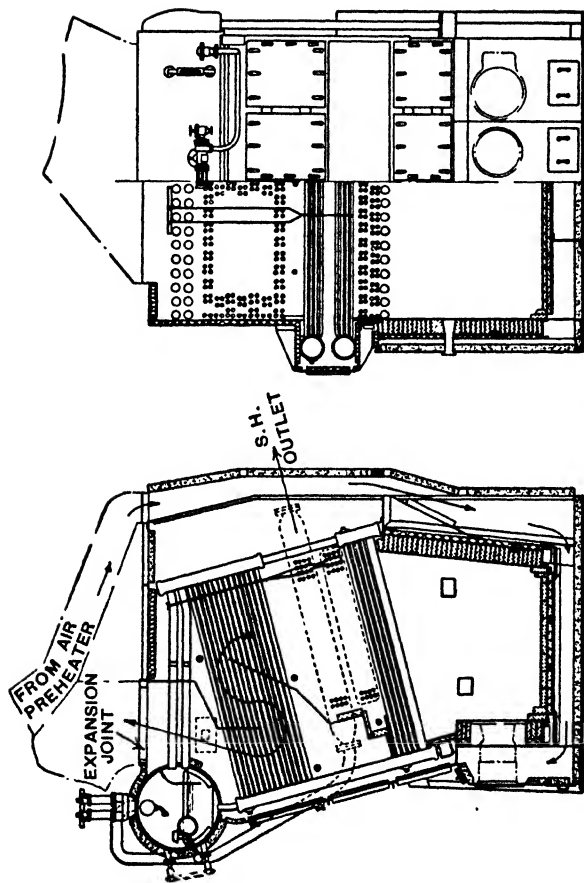 S.H.
OUTLET
FROM AIR
PREHEATER
EXPANSION
JOINT